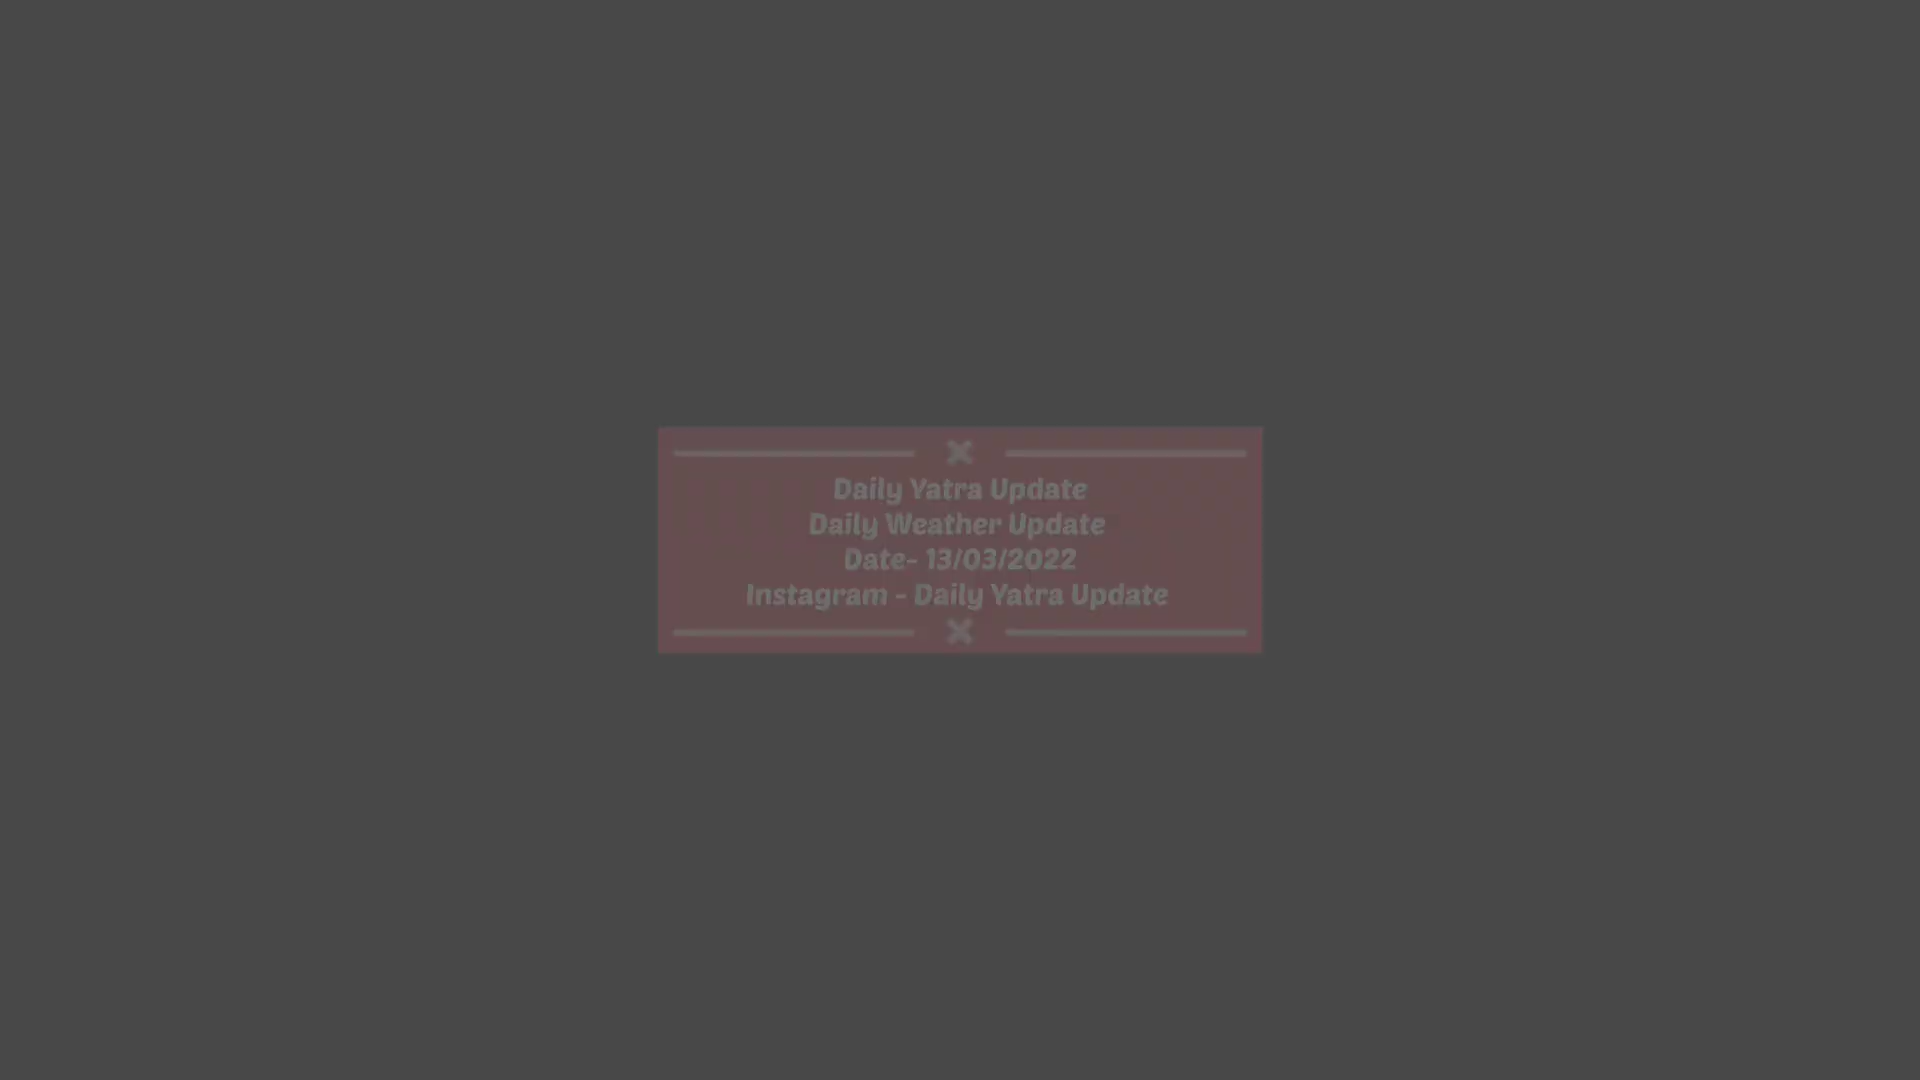 Daily Yatra Update
Daily Weather Update
Date- 13/03/2022
Instagram - Daily Yatra Update